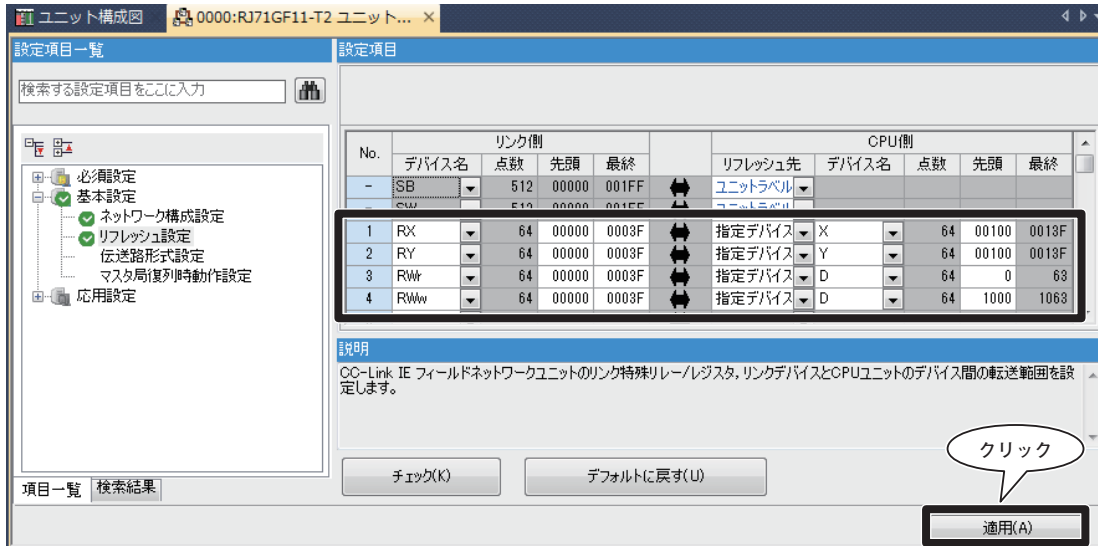 ユニット構成図
0000:RJ71GF11-T2 ユニット... ×
設定項目一覧
設定項目
検索する設定項目をここに入力
必須設定
基本設定
ネットワーク構成設定
リフレッシュ設定
伝送路形式設定
マスタ局復列時動作設定
応用設定
項目一覧 検索結果
No. リンク側 CPU側
デバイス名 点数 先頭 最終 リフレッシュ先 デバイス名 点数 先頭 最終
- SB 512 00000 001FF ユニットラベル
- SW 512 00000 001FF ユニットラベル
1 RX 64 00000 0003F 指定デバイス X 64 00100 0013F
2 RY 64 00000 0003F 指定デバイス Y 64 00100 0013F
3 RWr 64 00000 0003F 指定デバイス D 64 0 63
4 RWw 64 00000 0003F 指定デバイス D 64 1000 1063
説明
CC-Link IE フィールドネットワークユニットのリンク特殊リレー/レジスタ, リンクデバイスとCPUユニットのデバイス間の転送範囲を設
定します。
チェック(K) デフォルトに戻す(U)
クリック
適用(A)